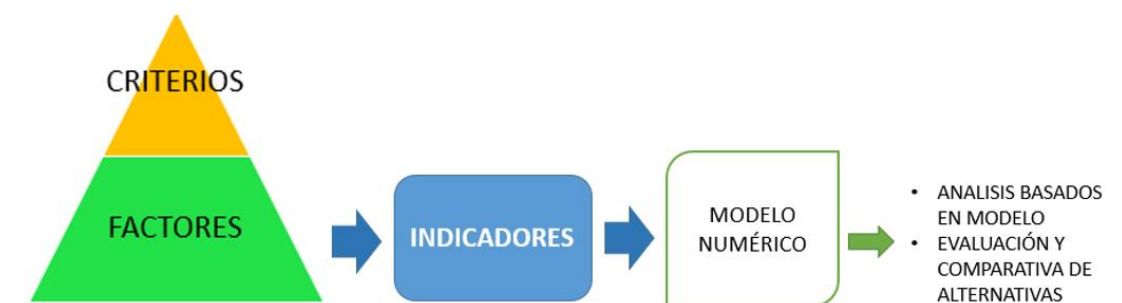 CRITERIOS
FACTORES
INDICADORES
MODELO
NUMÉRICO
• ANALISIS BASADOS
EN MODELO
• EVALUACIÓN Y
COMPARATIVA DE
ALTERNATIVAS